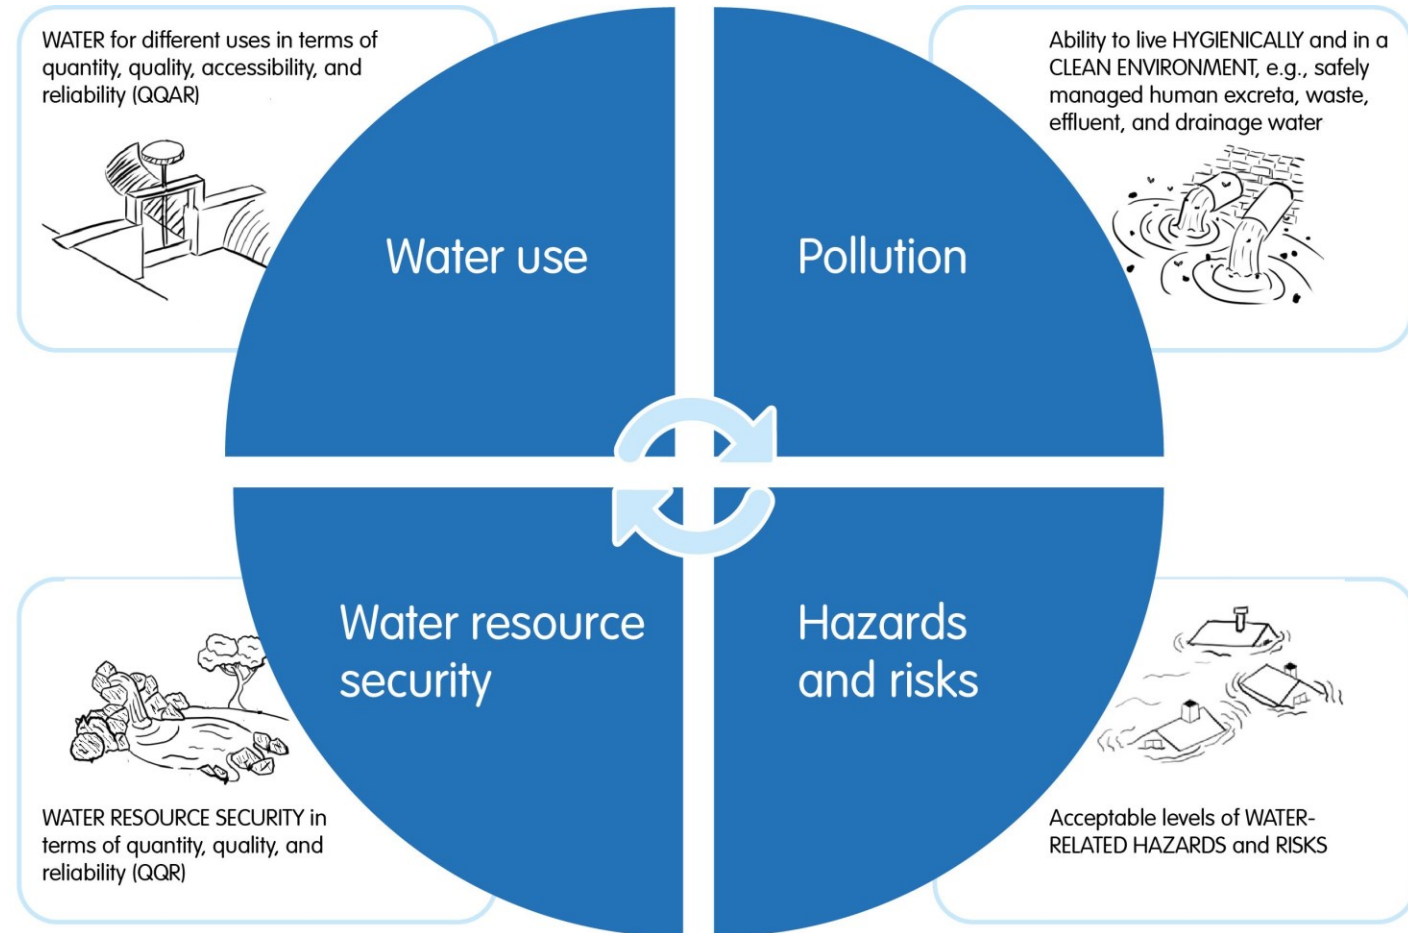 WATER for different uses in terms of
quantity, quality, accessibility, and
reliability (QQAR)
Water use
Ability to live HYGIENICALLY and in a
CLEAN ENVIRONMENT, e.g., safely
managed human excreta, waste,
effluent, and drainage water
Pollution
Water resource
security
WATER RESOURCE SECURITY in
terms of quantity, quality, and
reliability (QQR)
Hazards
and risks
Acceptable levels of WATER-
RELATED HAZARDS and RISKS